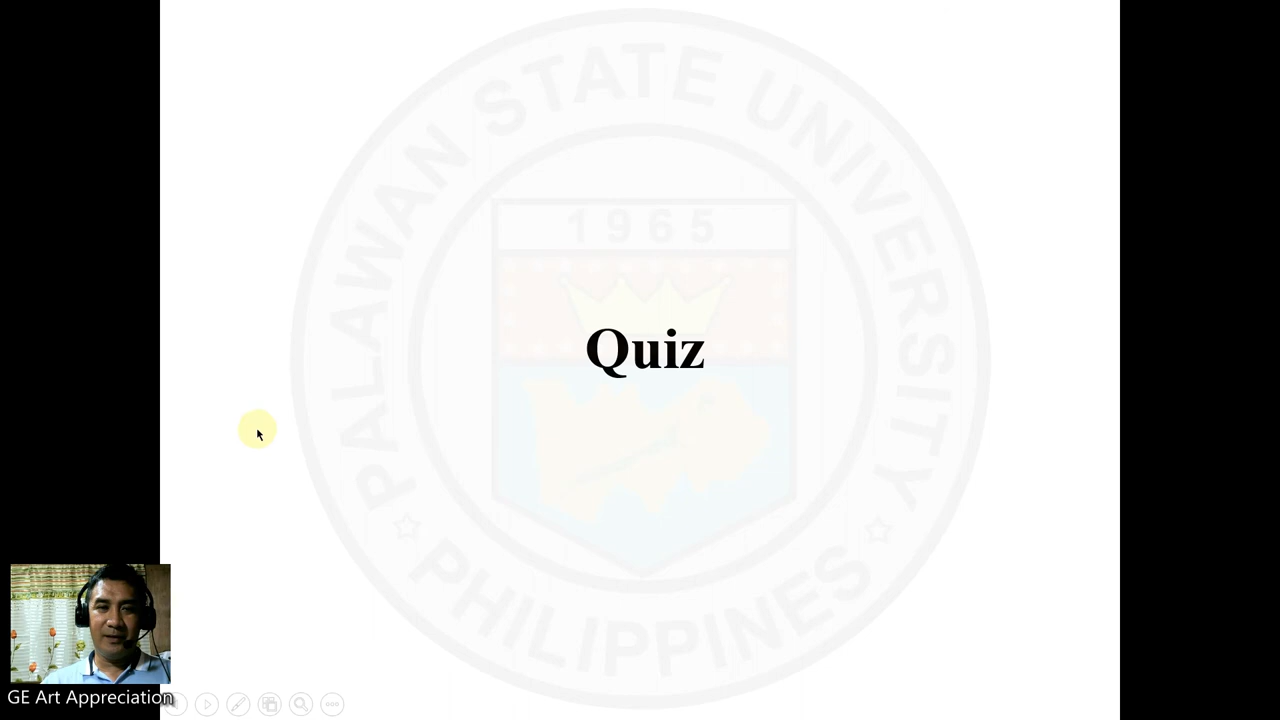 PALAWAN STATE UNIVERSITY
1965
Quiz
PHILIPPINES
GE Art Appreciation